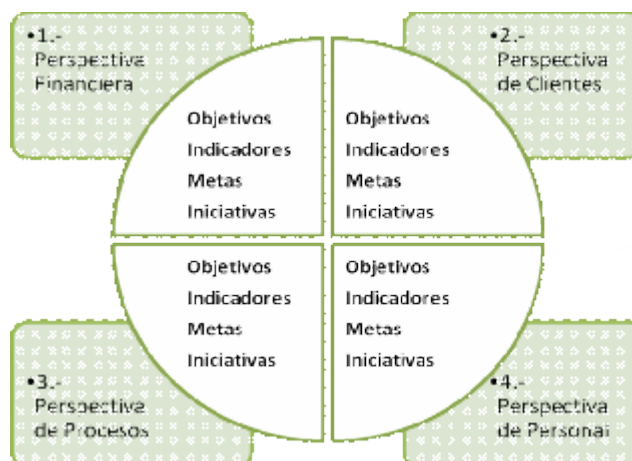 •1.-
Perspectiva
Financiera
•2.-
Perspectiva
de Clientes
Objetivos
Indicadores
Metas
Iniciativas
Objetivos
Indicadores
Metas
Iniciativas
Objetivos
Indicadores
Metas
Iniciativas
Objetivos
Indicadores
Metas
Iniciativas
•3.-
Perspectiva
de Procesos
•4.-
Perspectiva
de Personal